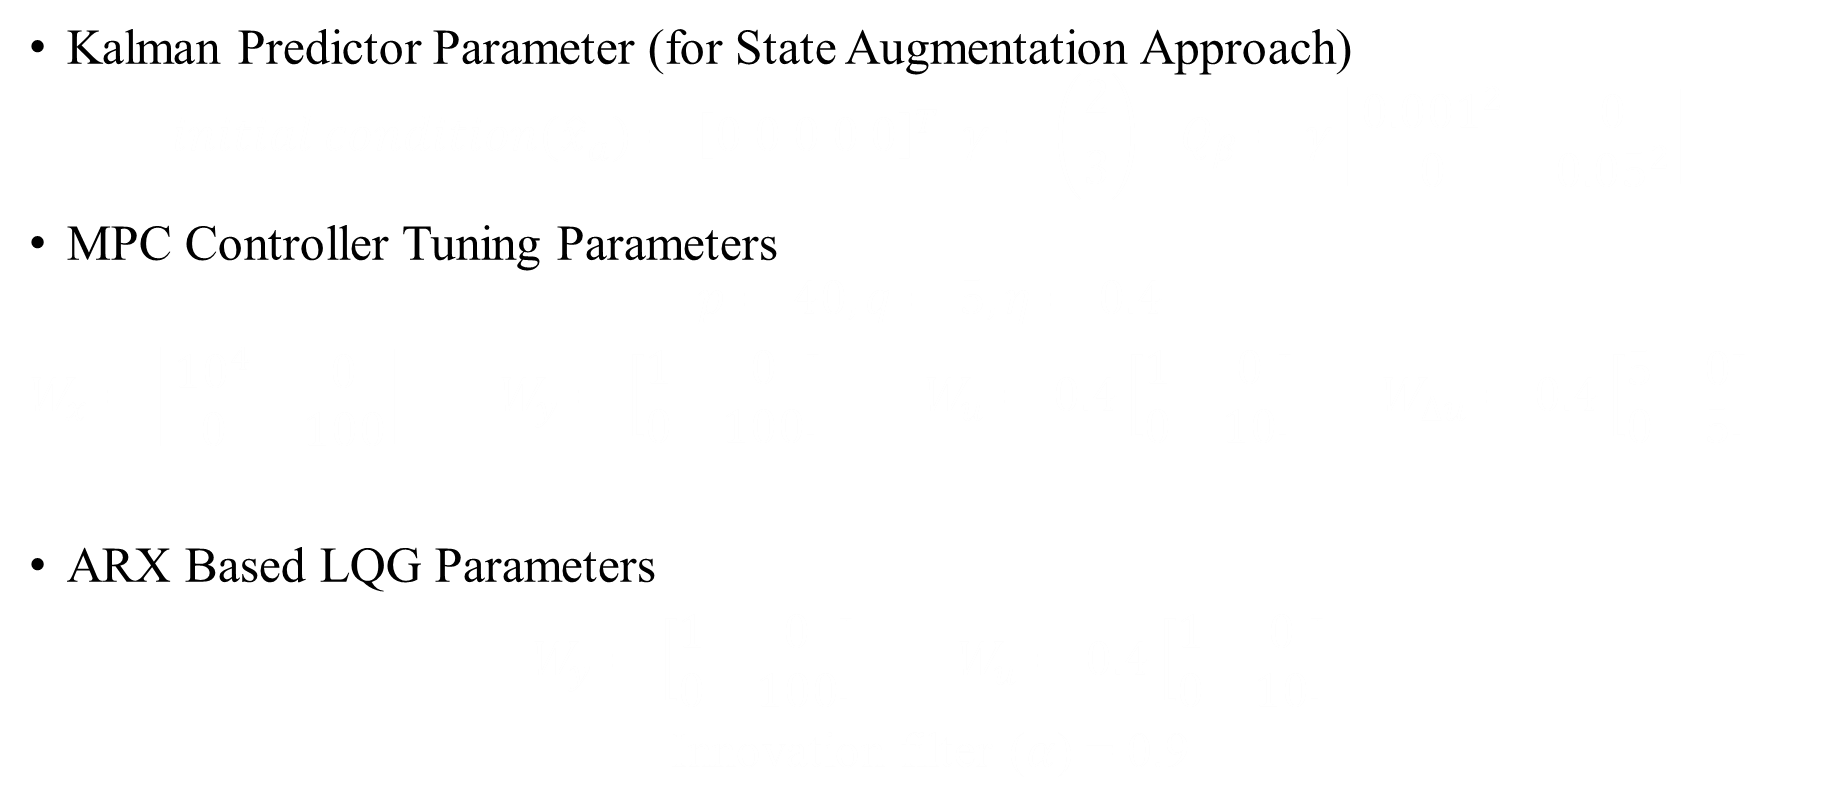 • Kalman Predictor Parameter (for State Augmentation Approach)
• MPC Controller Tuning Parameters
• ARX Based LQG Parameters